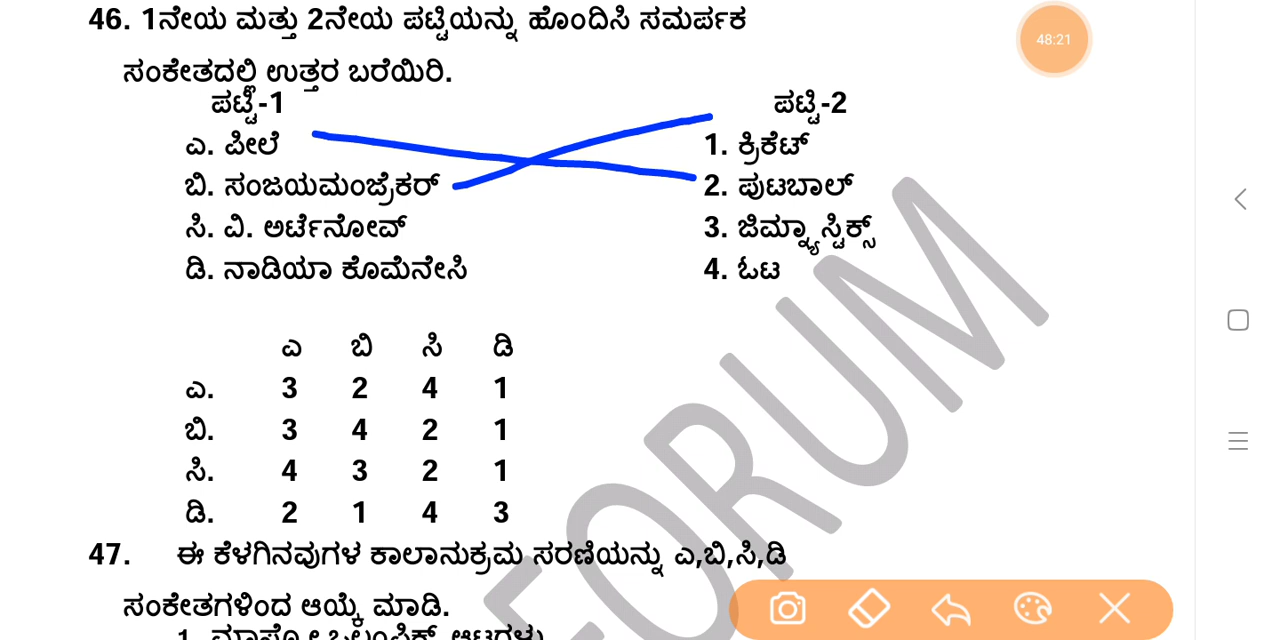 46. 1ನೇಯ ಮತ್ತು 2ನೇಯ ಪಟ್ಟಿಯನ್ನು ಹೊಂದಿಸಿ ಸಮರ್ಪಕ
48:21
ಸಂಕೇತದಲ್ಲಿ ಉತ್ತರ ಬರೆಯಿರಿ.
ಪಟ್ಟಿ-1 ಪಟ್ಟಿ-2
ಎ. ಪೀಲೆ 1. ಕ್ರಿಕೆಟ್
ಬಿ. ಸಂಜಯಮಂಜ್ರೆಕರ್ 2. ಪುಟಬಾಲ್
ಸಿ. ವಿ. ಅರ್ಟೆನೋವ್ 3. ಜಿಮ್ನ್ಯಾಸ್ಟಿಕ್ಸ್
ಡಿ. ನಾಡಿಯಾ ಕೊಮೆನೇಸಿ 4. ಓಟ
ಎ ಬಿ ಸಿ ಡಿ
ಎ. 3 2 4 1
ಬಿ. 3 4 2 1
ಸಿ. 4 3 2 1
ಡಿ. 2 1 4 3
47. ಈ ಕೆಳಗಿನವುಗಳ ಕಾಲಾನುಕ್ರಮ ಸರಣಿಯನ್ನು ಎ,ಬಿ,ಸಿ,ಡಿ
ಸಂಕೇತಗಳಿಂದ ಆಯ್ಕೆ ಮಾಡಿ.
FORUM